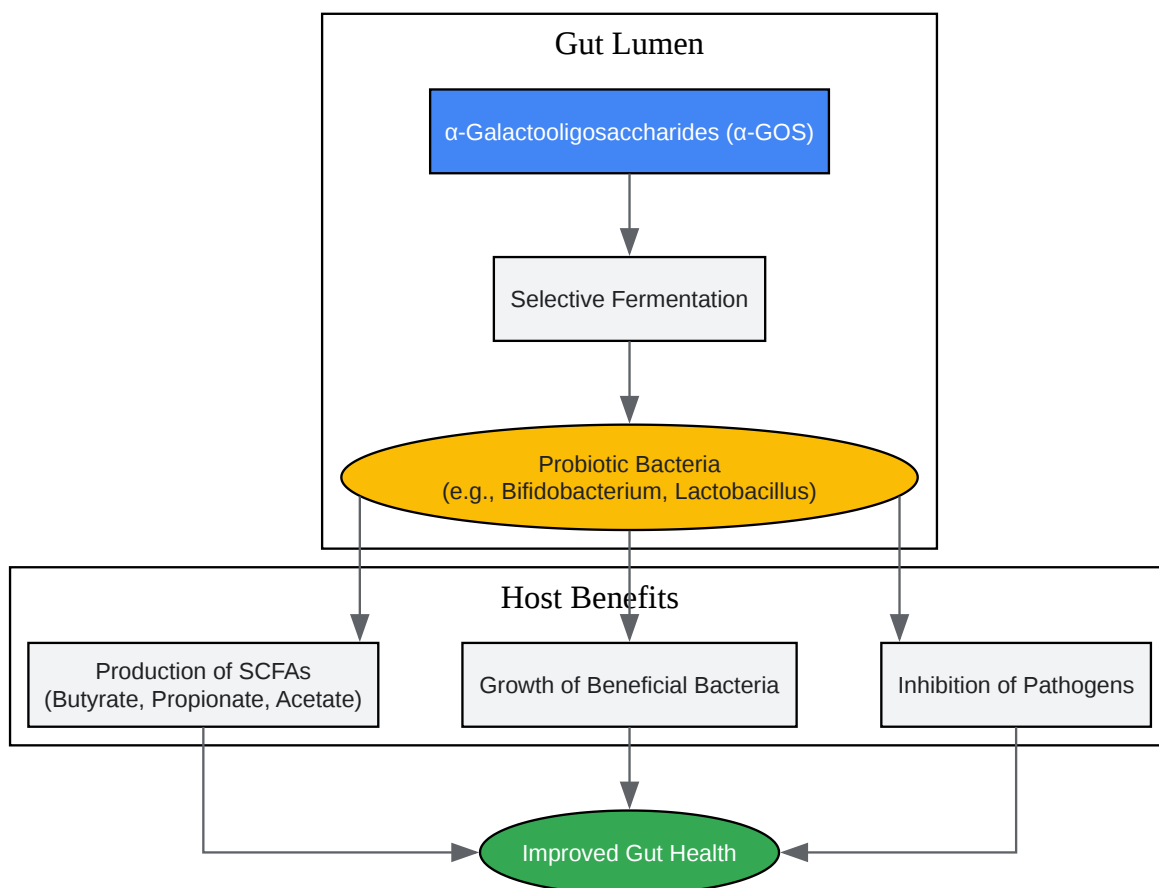 Gut Lumen
α-Galactooligosaccharides (α-GOS)
Selective Fermentation
Probiotic Bacteria
(e.g., Bifidobacterium, Lactobacillus)
Host Benefits
Production of SCFAs
(Butyrate, Propionate, Acetate)
Growth of Beneficial Bacteria
Inhibition of Pathogens
Improved Gut Health